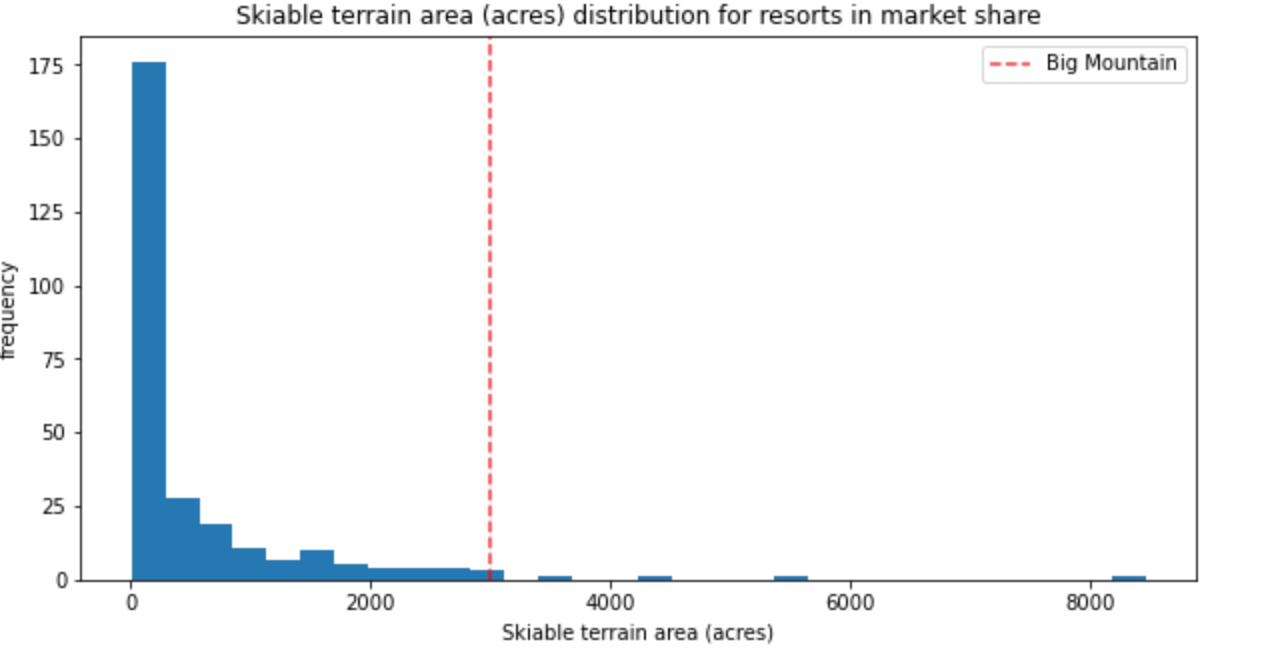 Skiable terrain area (acres) distribution for resorts in market share
Big Mountain
175
150
125
100
75
50
25
0
frequency
0 2000 4000 6000 8000
Skiable terrain area (acres)